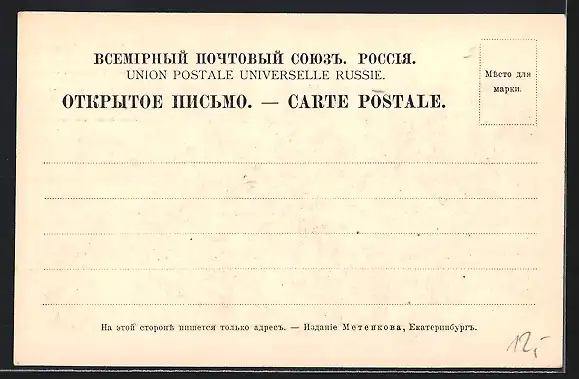 ВСЕМІРНЫЙ ПОЧТОВЫЙ СОЮЗЪ. РОССІЯ.
UNION POSTALE UNIVERSELLE RUSSIE.
ОТКРЫТОЕ ПИСЬМО. — CARTE POSTALE.
Мѣсто для
марки.
На этой сторонѣ пишется только адресъ. — Изданіе Метенкова, Екатеринбургъ.
12,-